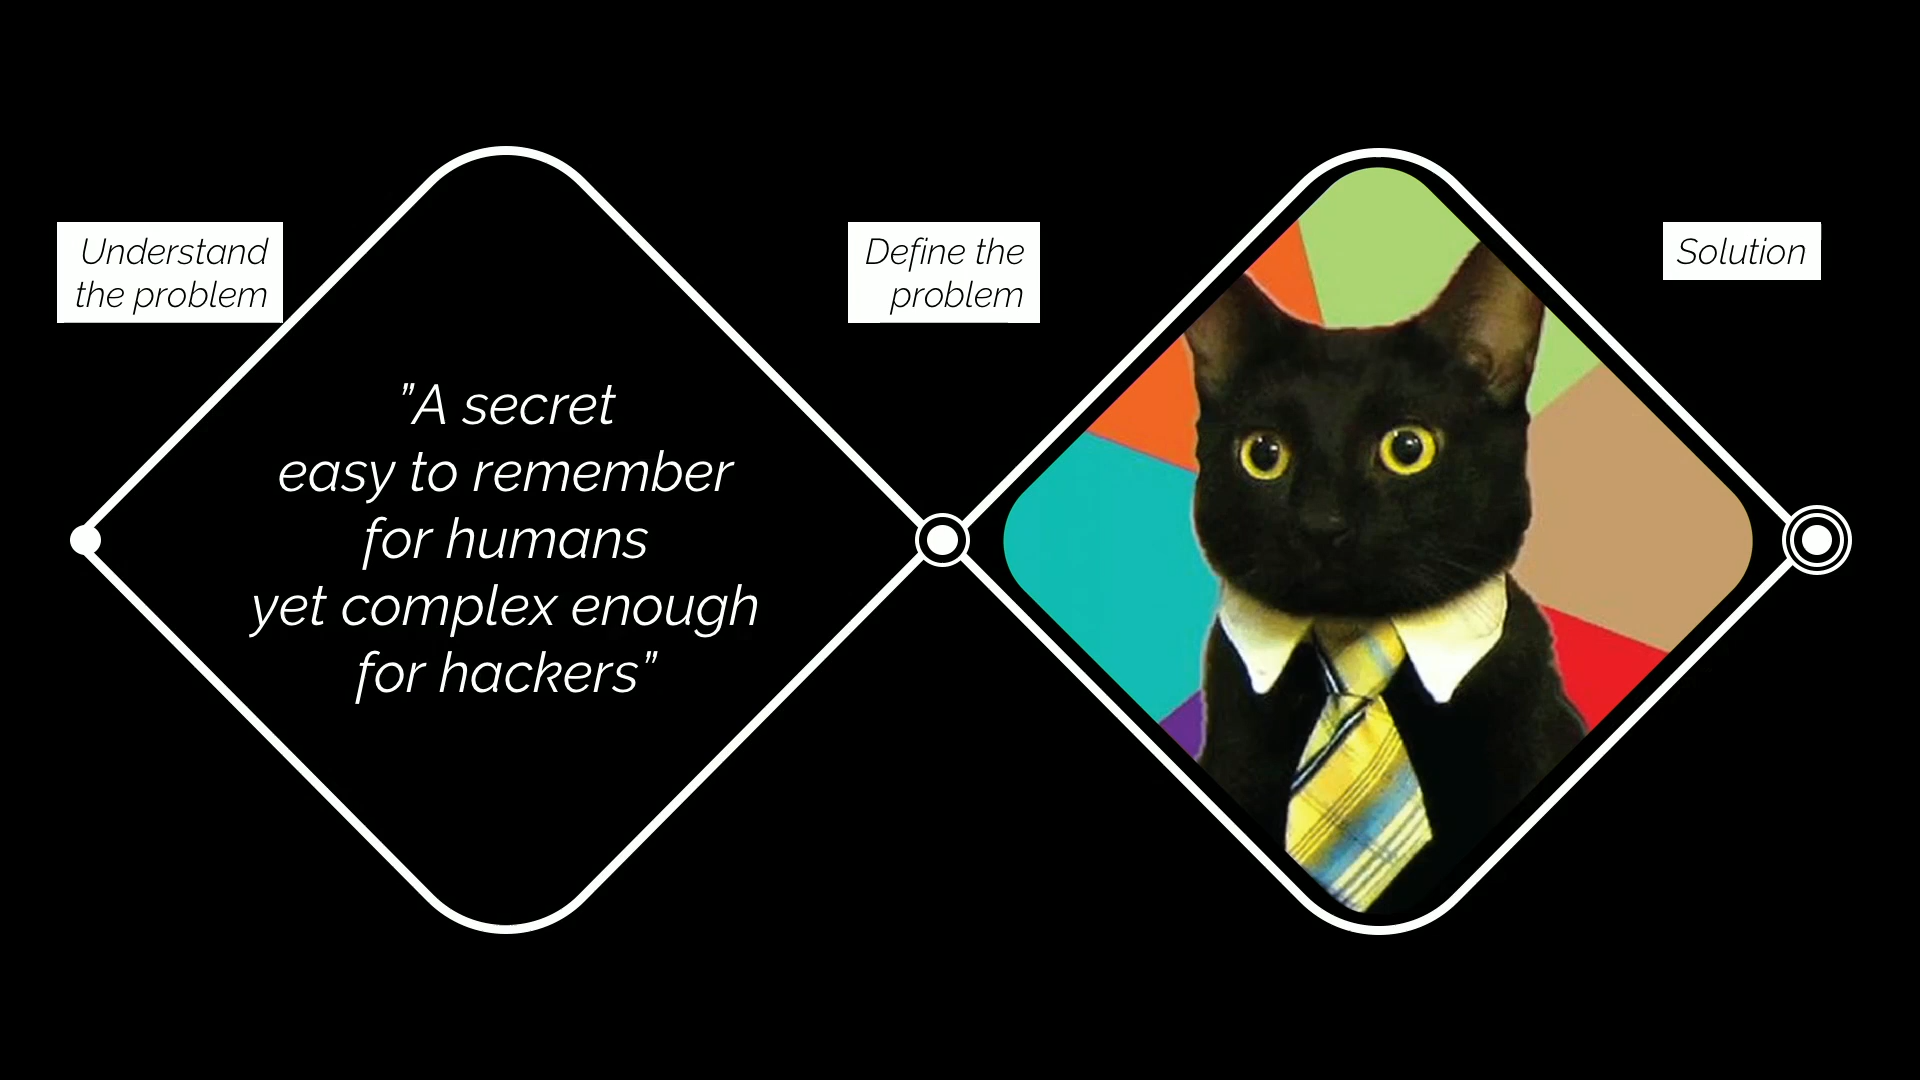 Understand
the problem
Define the
problem
Solution
”A secret
easy to remember
for humans
yet complex enough
for hackers”